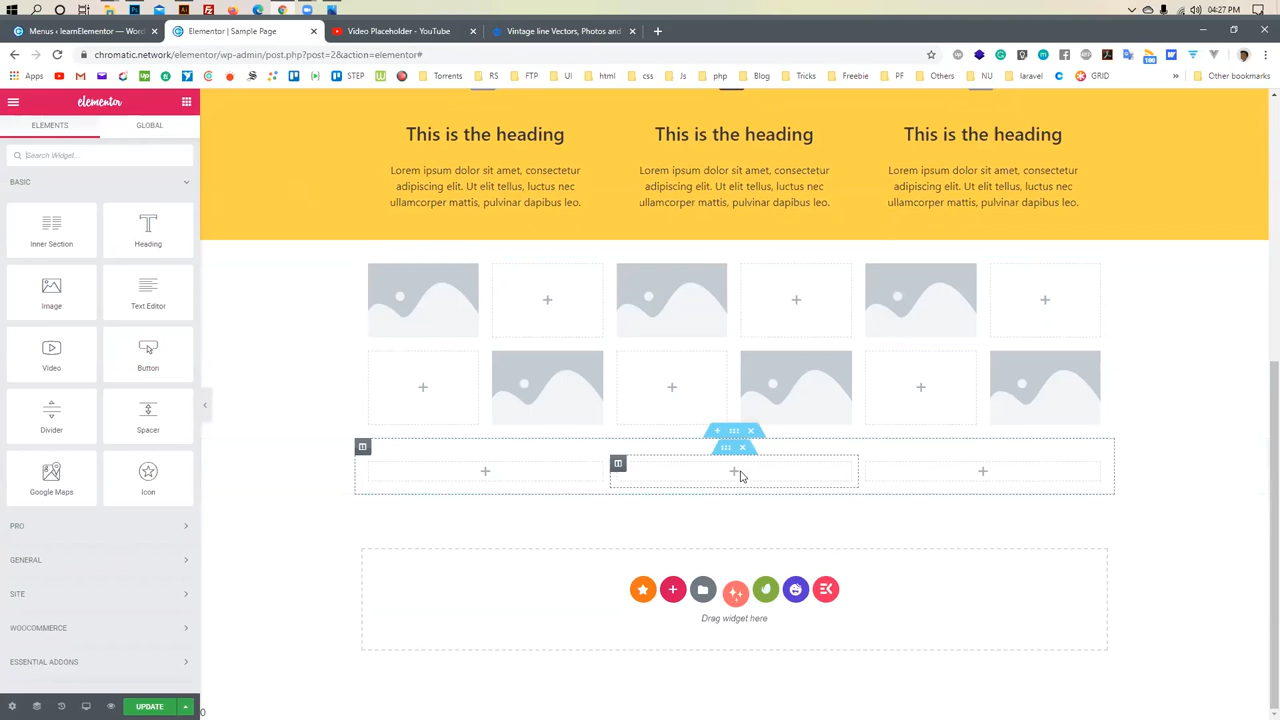 04:27 PM
Menus ‹ learnElementor — Wor
Elementor | Sample Page
Video Placeholder - YouTube
Vintage line Vectors, Photos and
chromatic.network/elementor/wp-admin/post.php?post=2&action=elementor#
Apps
Torrents
RS
FTP
UI
html
css
Js
php
Blog
Tricks
Freebie
PF
Others
NU
laravel
GRID
Other bookmarks
elementor
ELEMENTS
GLOBAL
Search Widget...
BASIC
Inner Section
Heading
Image
Text Editor
Video
Button
Divider
Spacer
Google Maps
Icon
PRO
GENERAL
SITE
WOOCOMMERCE
ESSENTIAL ADDONS
UPDATE
This is the heading
Lorem ipsum dolor sit amet, consectetur
adipiscing elit. Ut elit tellus, luctus nec
ullamcorper mattis, pulvinar dapibus leo.
This is the heading
Lorem ipsum dolor sit amet, consectetur
adipiscing elit. Ut elit tellus, luctus nec
ullamcorper mattis, pulvinar dapibus leo.
This is the heading
Lorem ipsum dolor sit amet, consectetur
adipiscing elit. Ut elit tellus, luctus nec
ullamcorper mattis, pulvinar dapibus leo.
Drag widget here